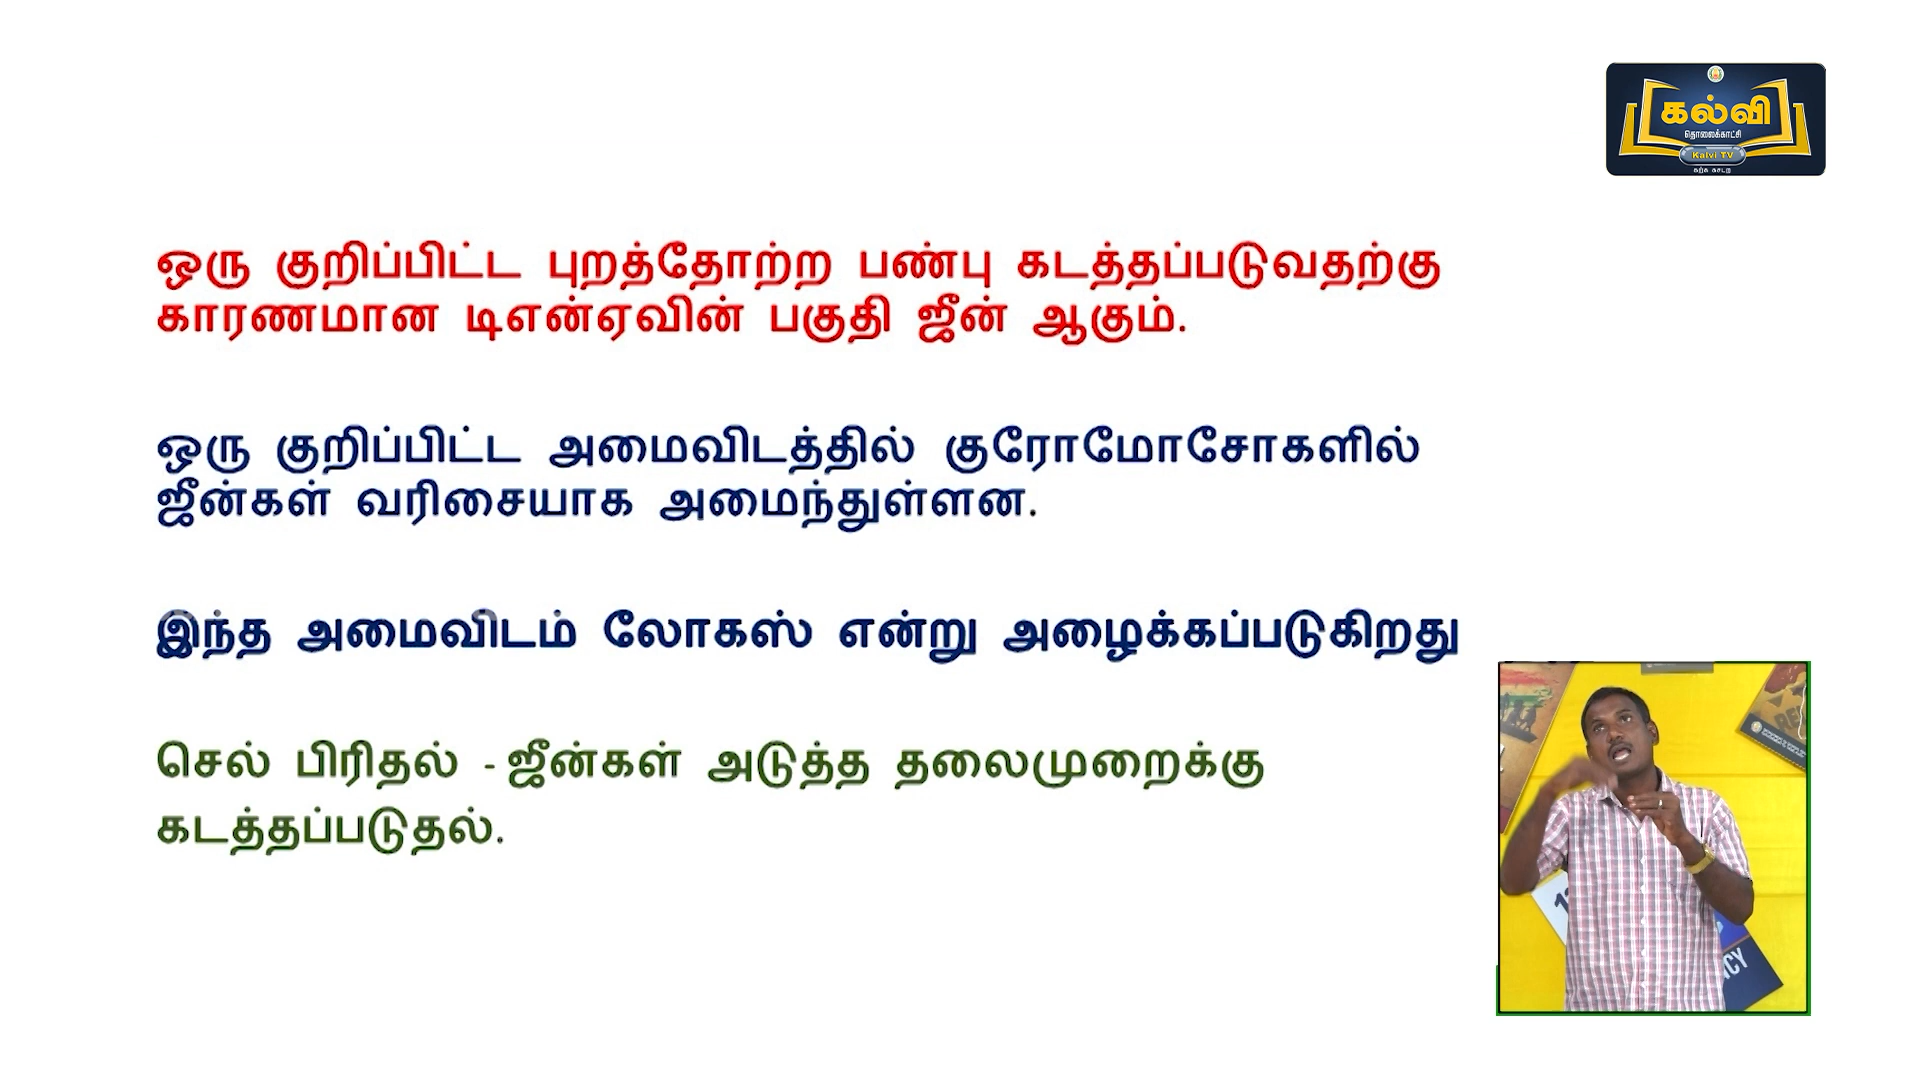 கல்வி
தொலைக்காட்சி
Kalvi TV
ஒரு குறிப்பிட்ட புறத்தோற்ற பண்பு கடத்தப்படுவதற்கு
காரணமான டிஎன்ஏவின் பகுதி ஜீன் ஆகும்.
ஒரு குறிப்பிட்ட அமைவிடத்தில் குரோமோசோகளில்
ஜீன்கள் வரிசையாக அமைந்துள்ளன.
இந்த அமைவிடம் லோகஸ் என்று அழைக்கப்படுகிறது
செல் பிரிதல் - ஜீன்கள் அடுத்த தலைமுறைக்கு
கடத்தப்படுதல்.